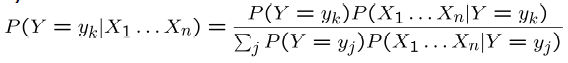 P(Y = y_k|X_1 ... X_n) = \frac{P(Y = y_k)P(X_1 ... X_n|Y = y_k)}{\sum_j P(Y = y_j)P(X_1 ... X_n|Y = y_j)}